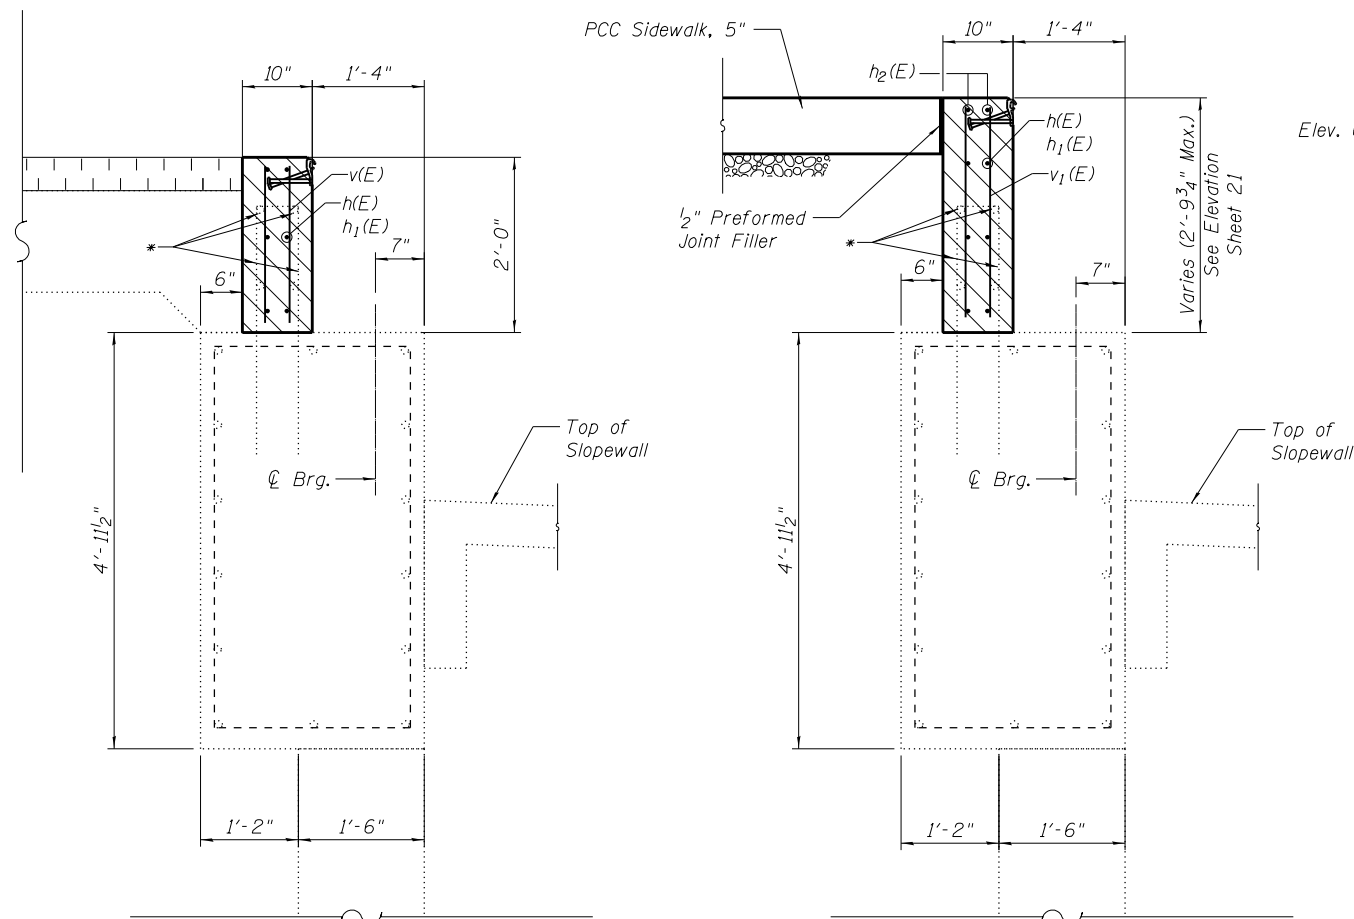 10"
1'-4"
v(E)
h(E)
h1(E)
*
7"
6"
2'-0"
Top of
Slopewall
℄ Brg.
4'-11½"
1'-2"
1'-6"
PCC Sidewalk, 5"
10"
1'-4"
h2(E)
h(E)
h1(E)
v1(E)
½" Preformed
Joint Filler
*
6"
7"
Varies (2'-9¾" Max.)
See Elevation
Sheet 21
Elev.
Top of
Slopewall
℄ Brg.
4'-11½"
1'-2"
1'-6"